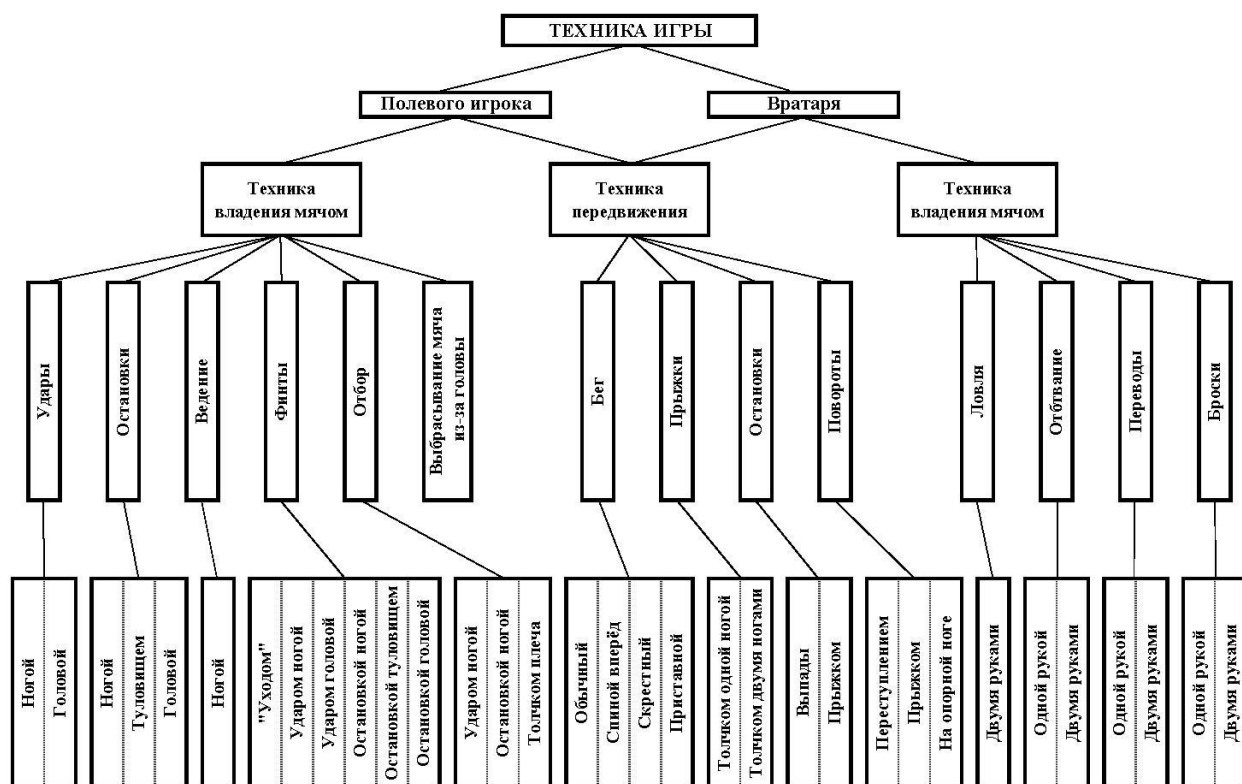 ТЕХНИКА ИГРЫ
Полевого игрока
Вратаря
Техника
владения мячом
Техника
передвижения
Техника
владения мячом
Удары
Остановки
Ведение
Финты
Отбор
Выбрасывание мяча
из-за головы
Бег
Прыжки
Остановки
Повороты
Ловля
Отбтвание
Переводы
Броски
Ногой
Головой
Ногой
Туловищем
Головой
Ногой
"Уходом"
Ударом ногой
Ударом головой
Остановкой ногой
Остановкой туловищем
Остановкой головой
Ударом ногой
Остановкой ногой
Толчком плеча
Обычный
Спиной вперёд
Скрестный
Приставной
Толчком одной ногой
Толчком двумя ногами
Выпады
Прыжком
Переступлением
Прыжком
На опорной ноге
Двумя руками
Одной рукой
Двумя руками
Одной рукой
Двумя руками
Одной рукой
Двумя руками